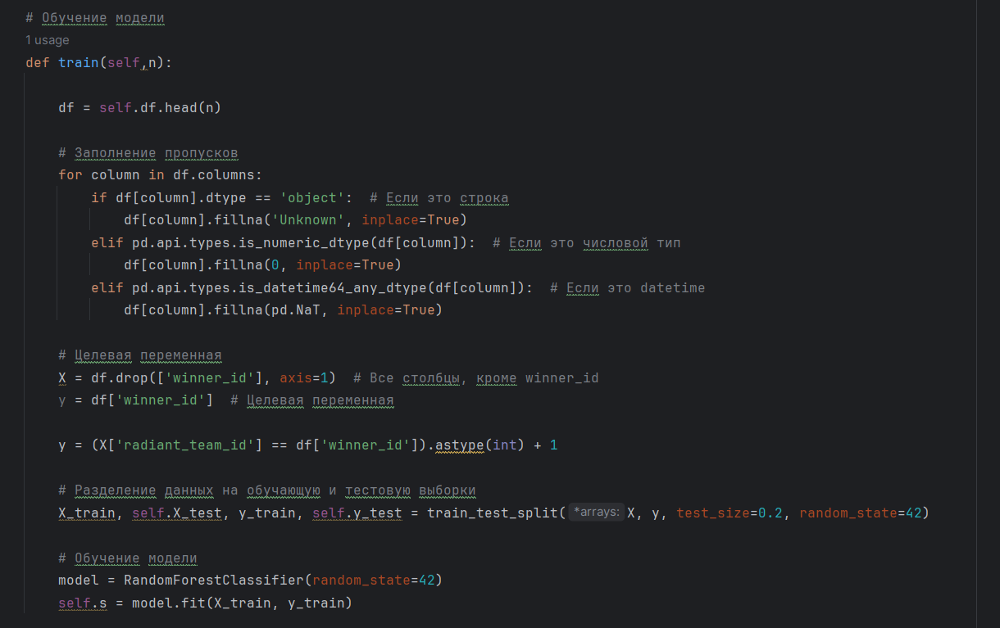 # Обучение модели
1 usage
def train(self,n):
df = self.df.head(n)
# Заполнение пропусков
for column in df.columns:
if df[column].dtype == 'object':  # Если это строка
df[column].fillna('Unknown', inplace=True)
elif pd.api.types.is_numeric_dtype(df[column]):  # Если это числовой тип
df[column].fillna(0, inplace=True)
elif pd.api.types.is_datetime64_any_dtype(df[column]):  # Если это datetime
df[column].fillna(pd.NaT, inplace=True)
# Целевая переменная
X = df.drop(['winner_id'], axis=1)  # Все столбцы, кроме winner_id
y = df['winner_id']  # Целевая переменная
y = (X['radiant_team_id'] == df['winner_id']).astype(int) + 1
# Разделение данных на обучающую и тестовую выборки
X_train, self.X_test, y_train, self.y_test = train_test_split( *arrays: X, y, test_size=0.2, random_state=42)
# Обучение модели
model = RandomForestClassifier(random_state=42)
self.s = model.fit(X_train, y_train)